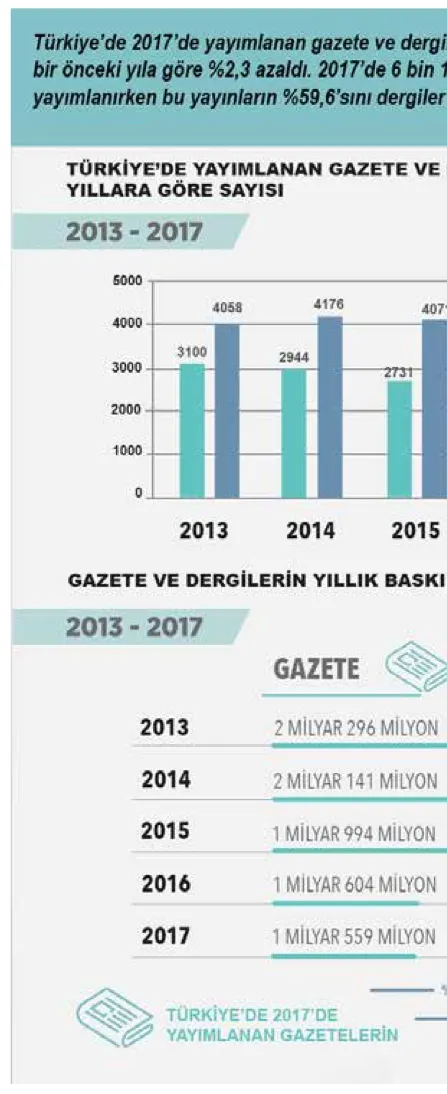 Türkiye’de 2017’de yayımlanan gazete ve dergi
bir önceki yıla göre %2,3 azaldı. 2017’de 6 bin 1
yayımlanırken bu yayınların %59,6’sını dergiler
TÜRKİYE’DE YAYIMLANAN GAZETE VE
YILLARA GÖRE SAYISI
2013 - 2017
5000
4000
3000
2000
1000
0
3100
4058
2944
4176
2731
407
2013
2014
2015
GAZETE VE DERGİLERİN YILLIK BASKI
2013 - 2017
GAZETE
2013 2 MİLYAR 296 MİLYON
2014 2 MİLYAR 141 MİLYON
2015 1 MİLYAR 994 MİLYON
2016 1 MİLYAR 604 MİLYON
2017 1 MİLYAR 559 MİLYON
%
TÜRKİYE’DE 2017’DE
YAYIMLANAN GAZETELERİN